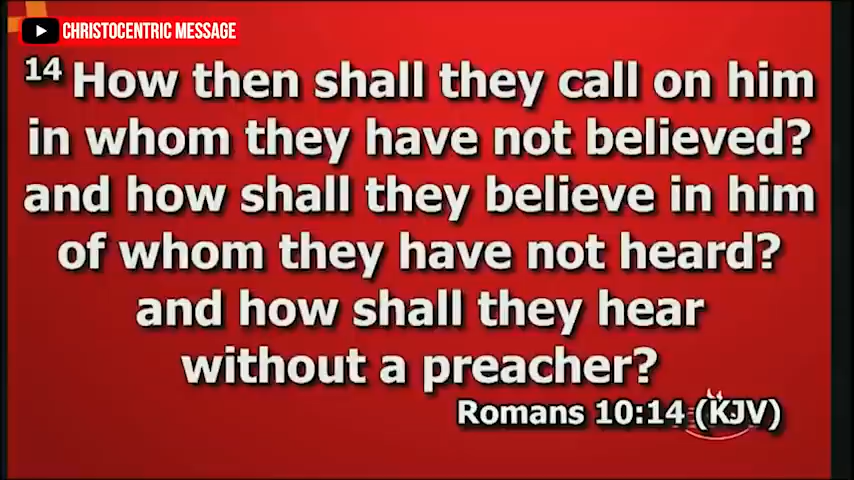 CHRISTOCENTRIC MESSAGE
14 How then shall they call on him
in whom they have not believed?
and how shall they believe in him
of whom they have not heard?
and how shall they hear
without a preacher?
Romans 10:14 (KJV)